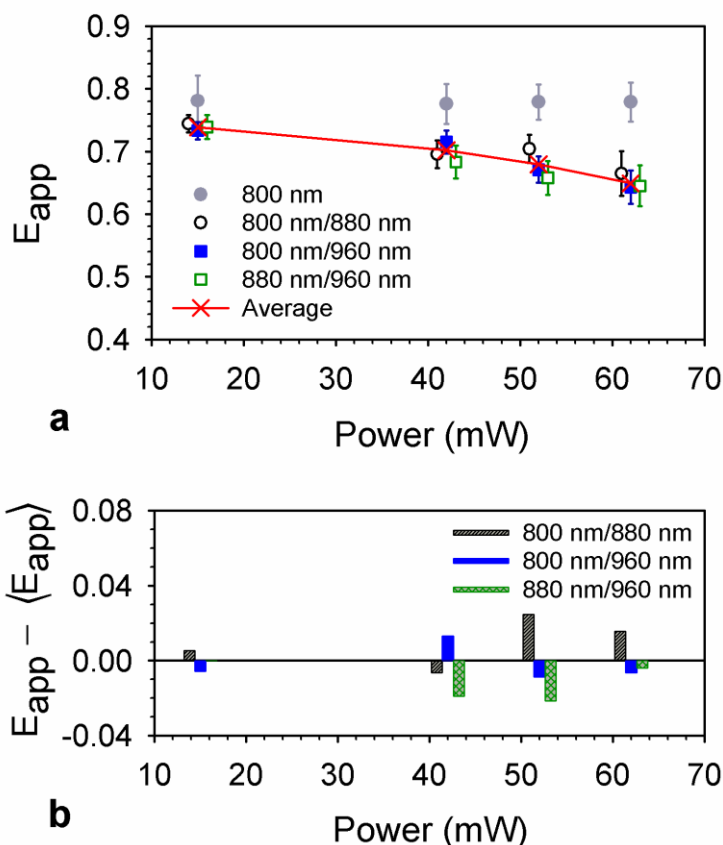 0.9
0.8
0.7
0.6
0.5
0.4
E_app
800 nm
800 nm/880 nm
800 nm/960 nm
880 nm/960 nm
Average
10 20 30 40 50 60 70
a
Power (mW)
0.08
0.04
0.00
-0.04
E_app – ⟨E_app⟩
800 nm/880 nm
800 nm/960 nm
880 nm/960 nm
10 20 30 40 50 60 70
b
Power (mW)